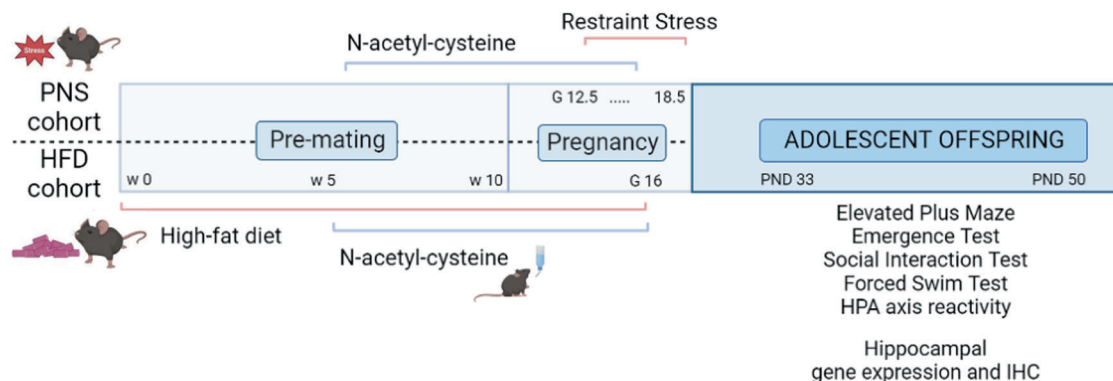 Restraint Stress
N-acetyl-cysteine
Stress
PNS
cohort
G 12.5 ..... 18.5
Pre-mating
Pregnancy
ADOLESCENT OFFSPRING
HFD
cohort
w 0
w 5
w 10
G 16
PND 33
PND 50
High-fat diet
N-acetyl-cysteine
Elevated Plus Maze
Emergence Test
Social Interaction Test
Forced Swim Test
HPA axis reactivity
Hippocampal
gene expression and IHC